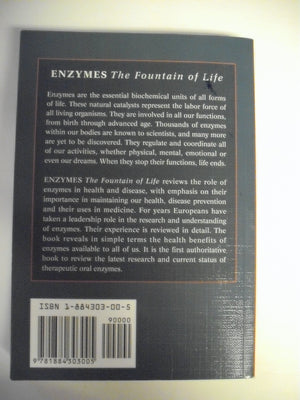 ENZYMES The Fountain of Life
Enzymes are the essential biochemical units of all forms
of life. These natural catalysts represent the labor force of
all living organisms. They are involved in all our functions,
from birth through advanced age. Thousands of enzymes
within our bodies are known to scientists, and many more
are yet to be discovered. They regulate and coordinate all
of our activities, whether physical, mental, emotional or
even our dreams. When they stop their functions, life ends.
ENZYMES The Fountain of Life reviews the role of
enzymes in health and disease, with emphasis on their
importance in maintaining our health, disease prevention
and their uses in medicine. For years Europeans have
taken a leadership role in the research and understanding
of enzymes. Their experience is reviewed in detail. The
book reveals in simple terms the health benefits of
enzymes available to all of us. It is the first authoritative
book to review the latest research and current status of
therapeutic oral enzymes.
ISBN 1-884303-00-5
90000
9 781884 303005